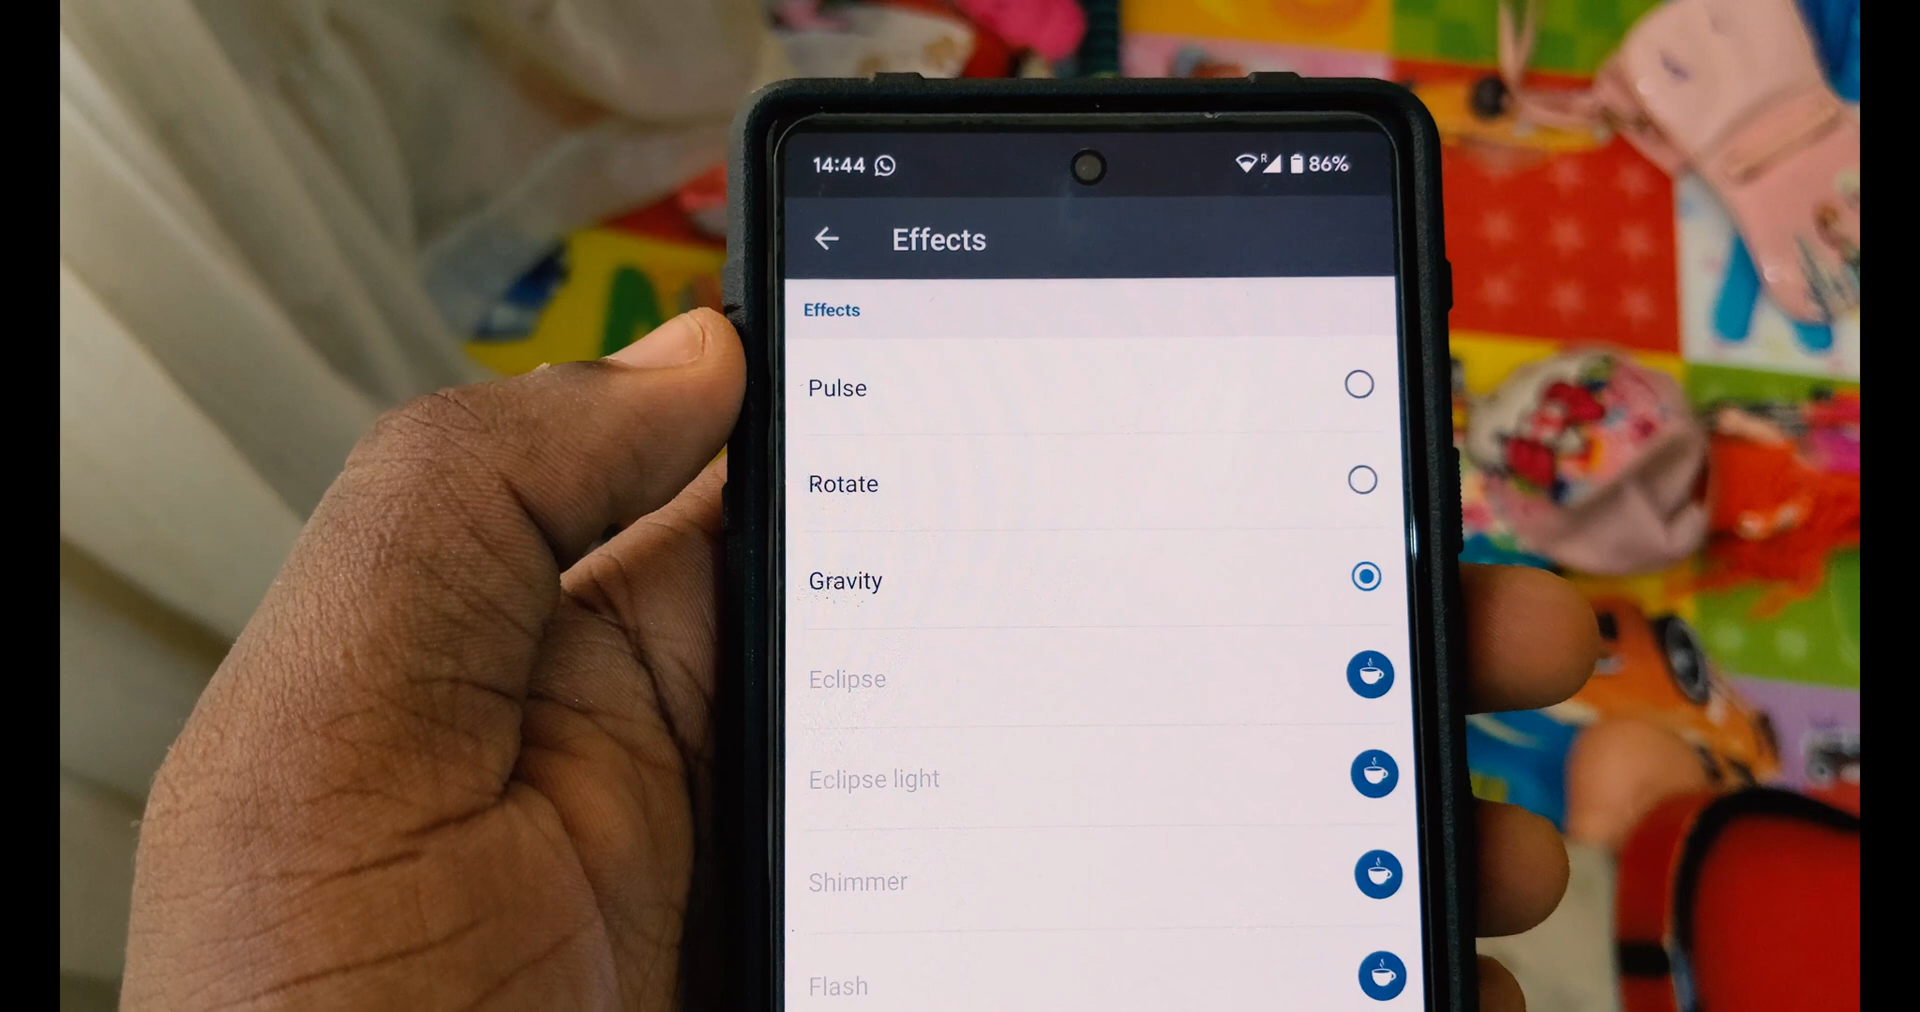 14:44 R 86%
Effects
Effects
Pulse
Rotate
Gravity
Eclipse
Eclipse light
Shimmer
Flash